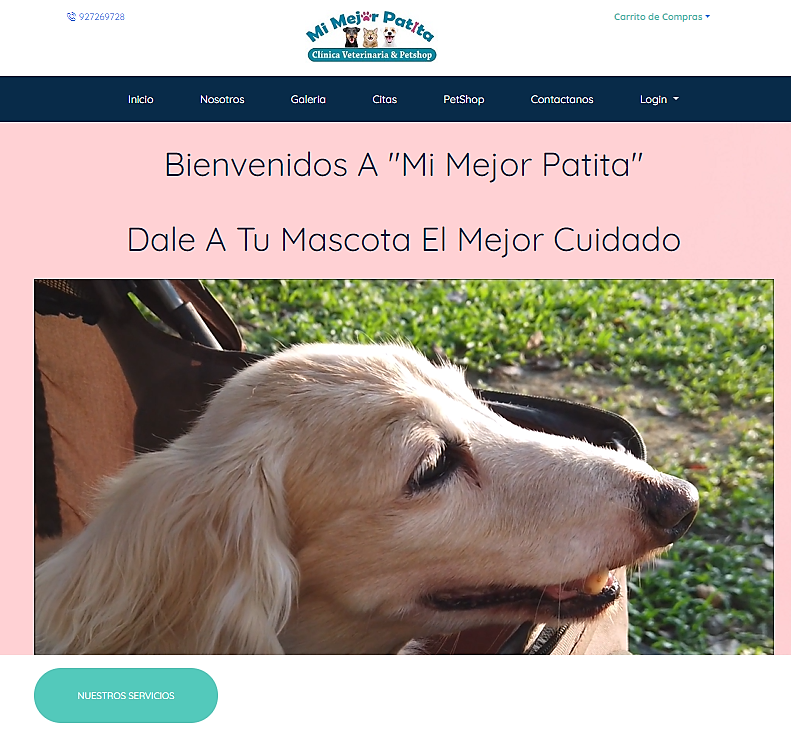 927269728
Mi Mejor Patita
Clínica Veterinaria & Petshop
Carrito de Compras
Inicio Nosotros Galeria Citas PetShop Contactanos Login
Bienvenidos A "Mi Mejor Patita"
Dale A Tu Mascota El Mejor Cuidado
NUESTROS SERVICIOS